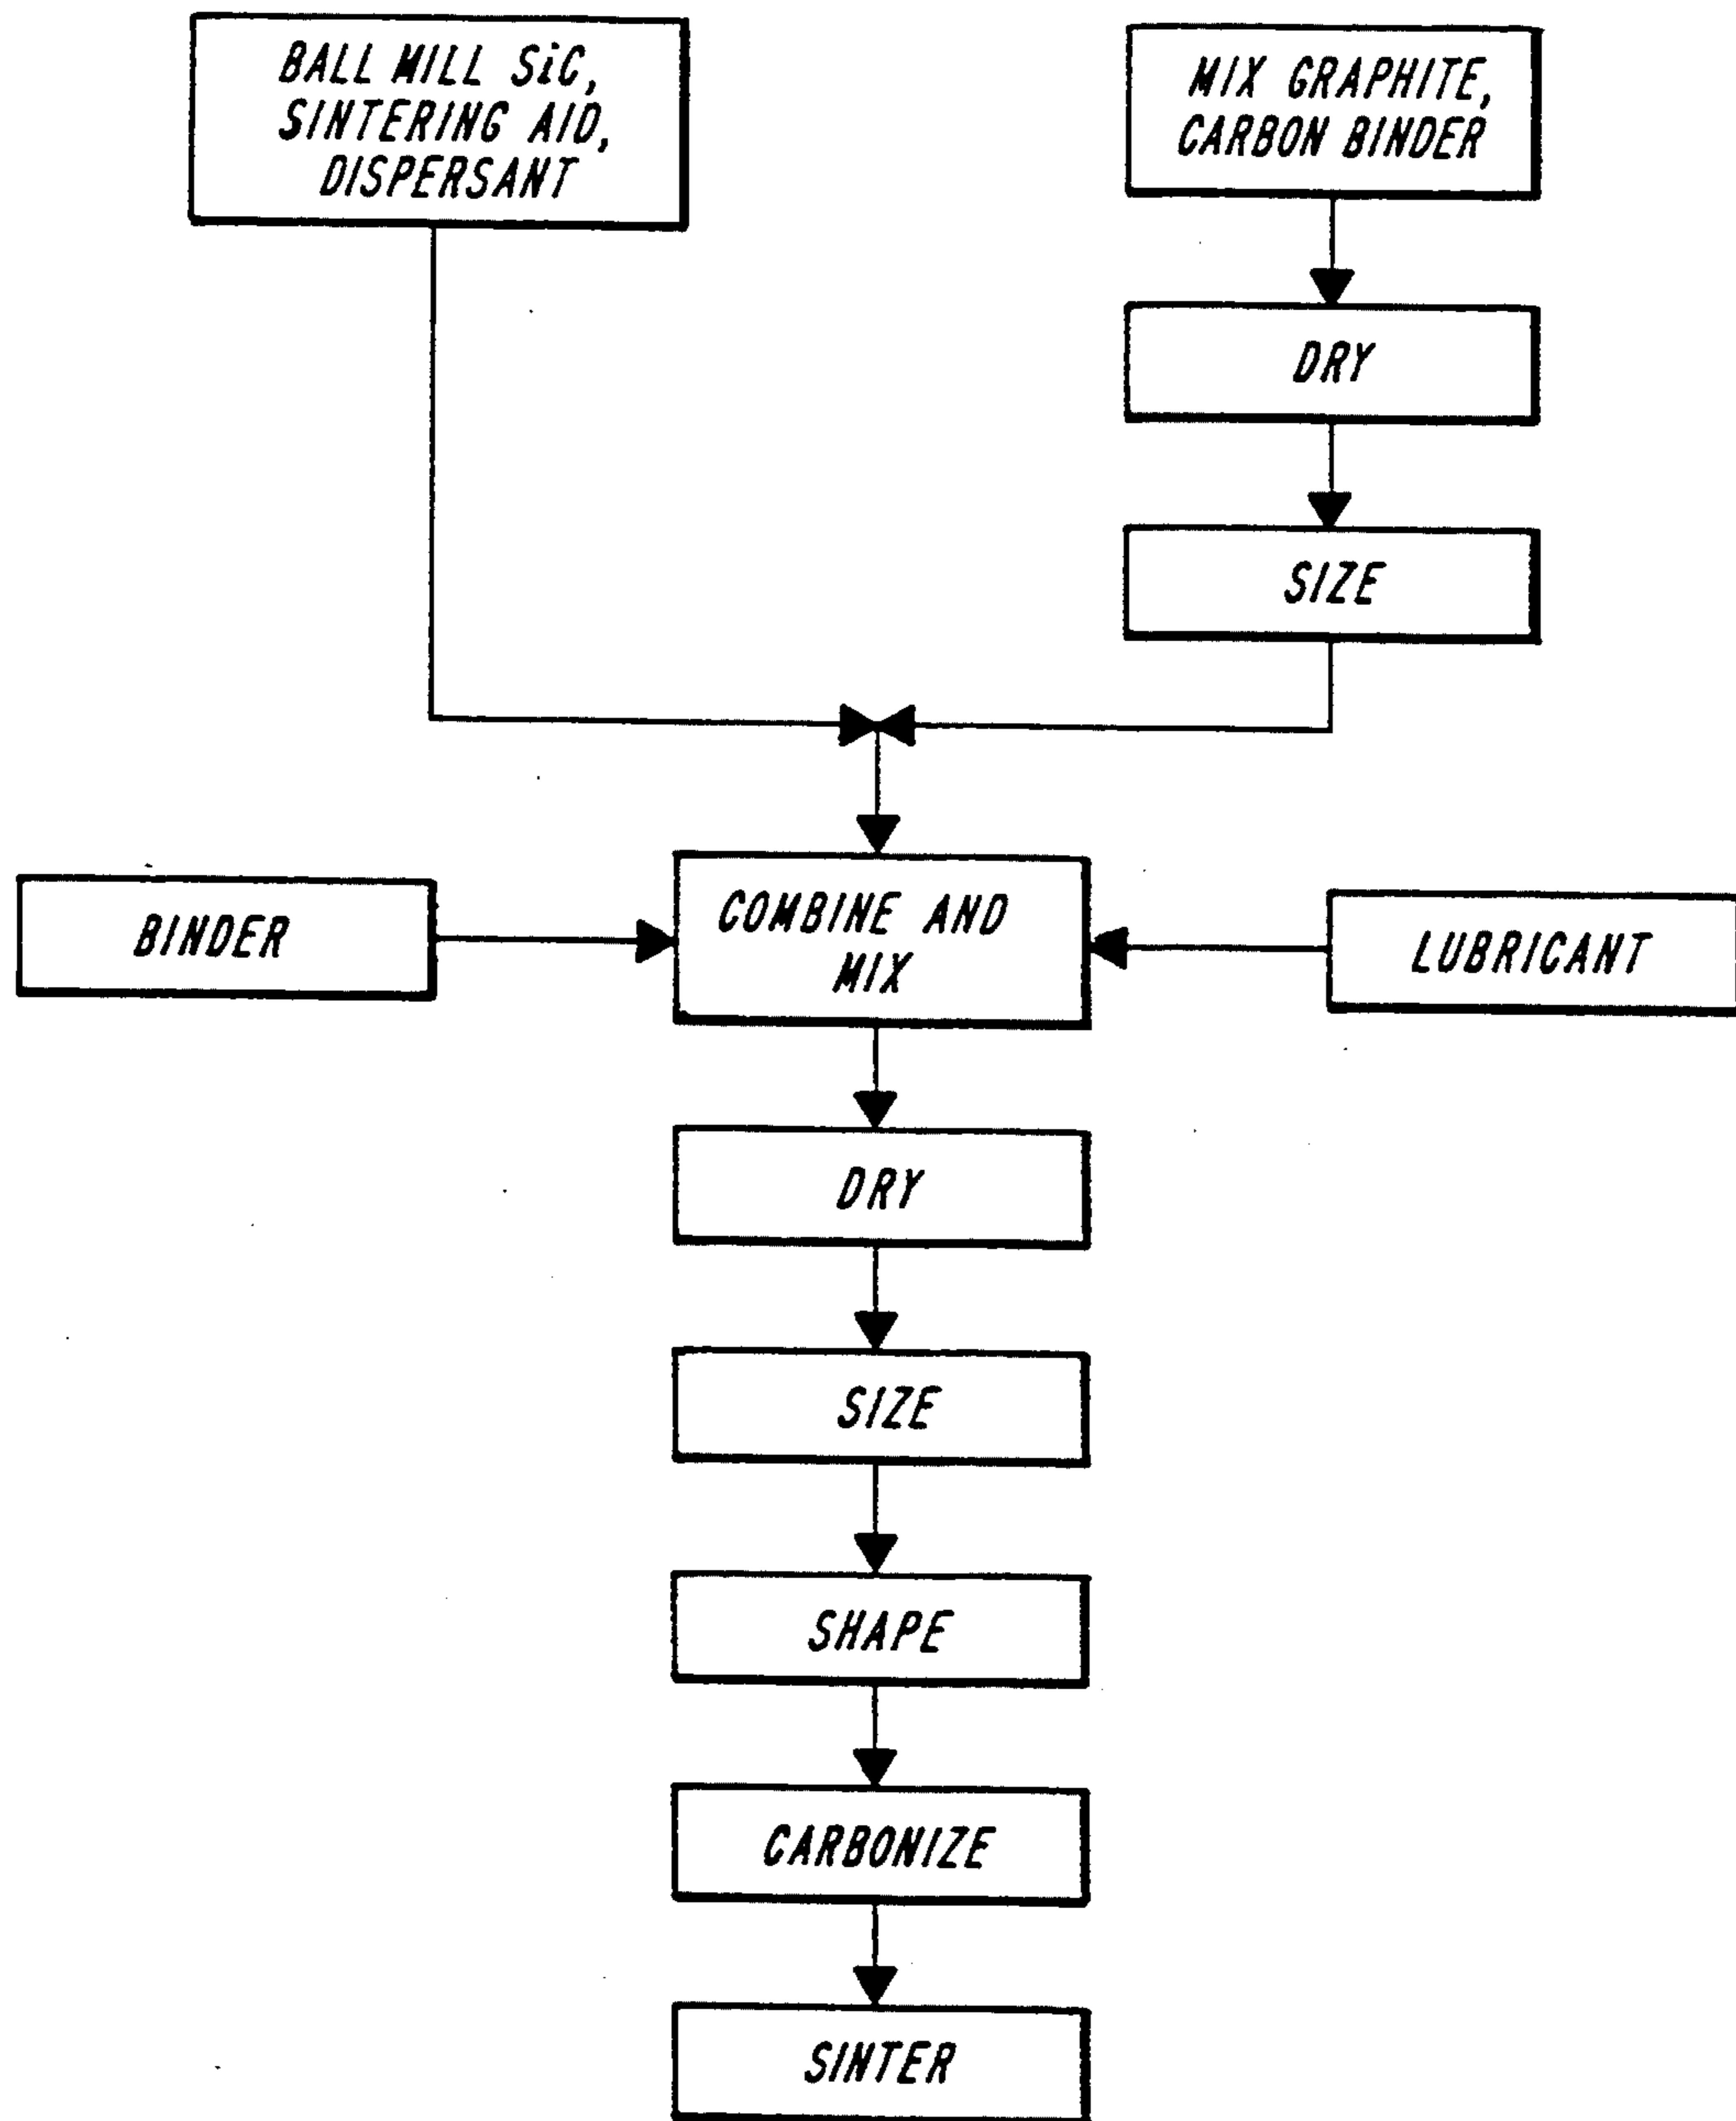 BALL MILL SiC,
SINTERING AID,
DISPERSANT
MIX GRAPHITE,
CARBON BINDER
DRY
SIZE
BINDER
COMBINE AND
MIX
LUBRICANT
DRY
SIZE
SHAPE
CARBONIZE
SINTER